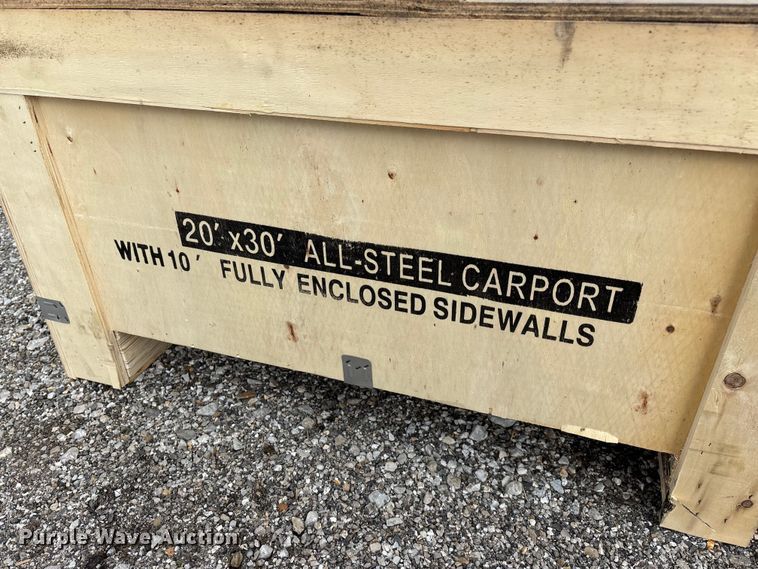 20' x30' ALL-STEEL CARPORT
WITH 10' FULLY ENCLOSED SIDEWALLS
Purple Wave Auction